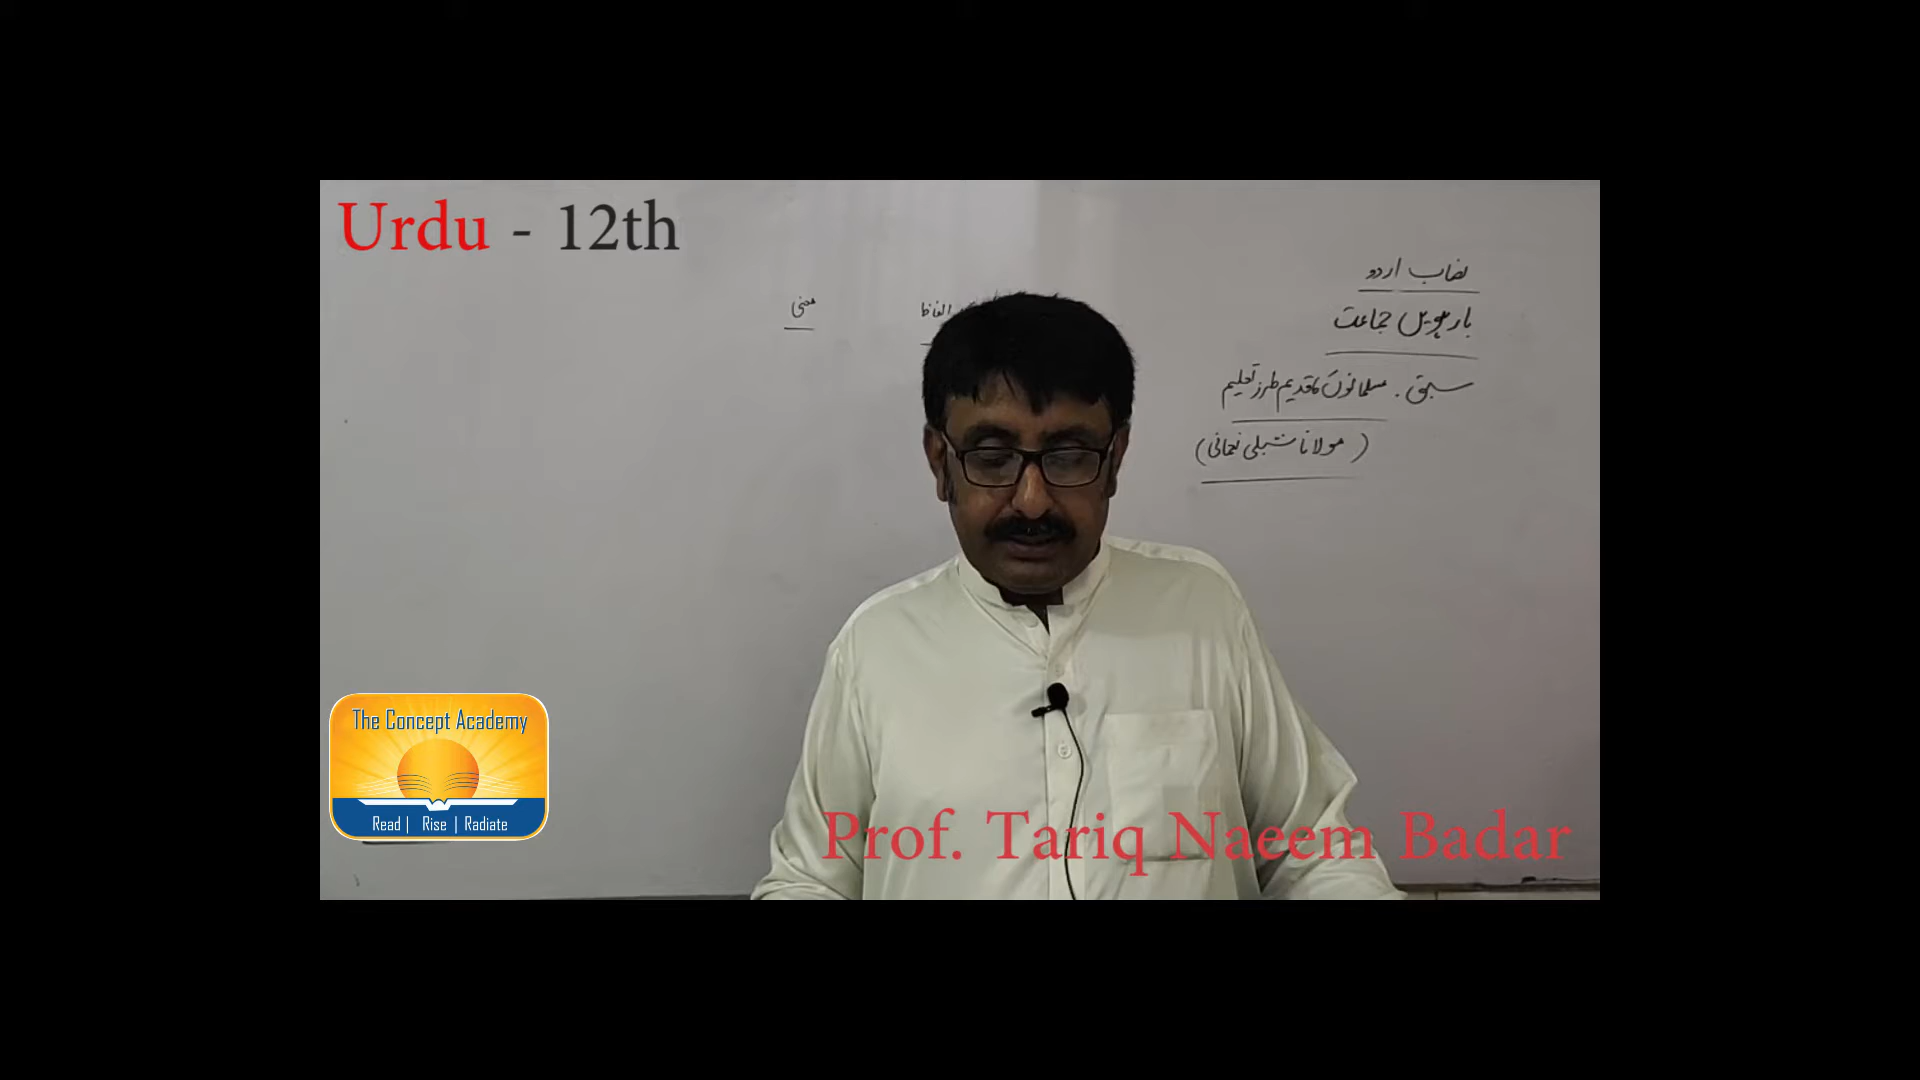 Urdu - 12th
نصاب اردو
بارہویں جماعت
سبق . مسلمانوں کا قدیم طرز تعلیم
(مولانا شبلی نعمانی)
الفاظ
معنی
The Concept Academy
Read | Rise | Radiate
Prof. Tariq Naeem Badar